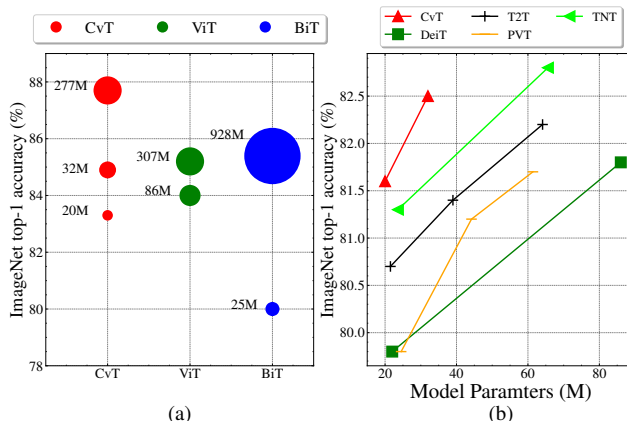 CvT ViT BiT
ImageNet top-1 accuracy (%)
88
86
84
82
80
78
277M
32M
20M
307M
86M
928M
25M
CvT ViT BiT
(a)
CvT T2T TNT
DeiT PVT
ImageNet top-1 accuracy (%)
82.5
82.0
81.5
81.0
80.5
80.0
20 40 60 80
Model Paramters (M)
(b)